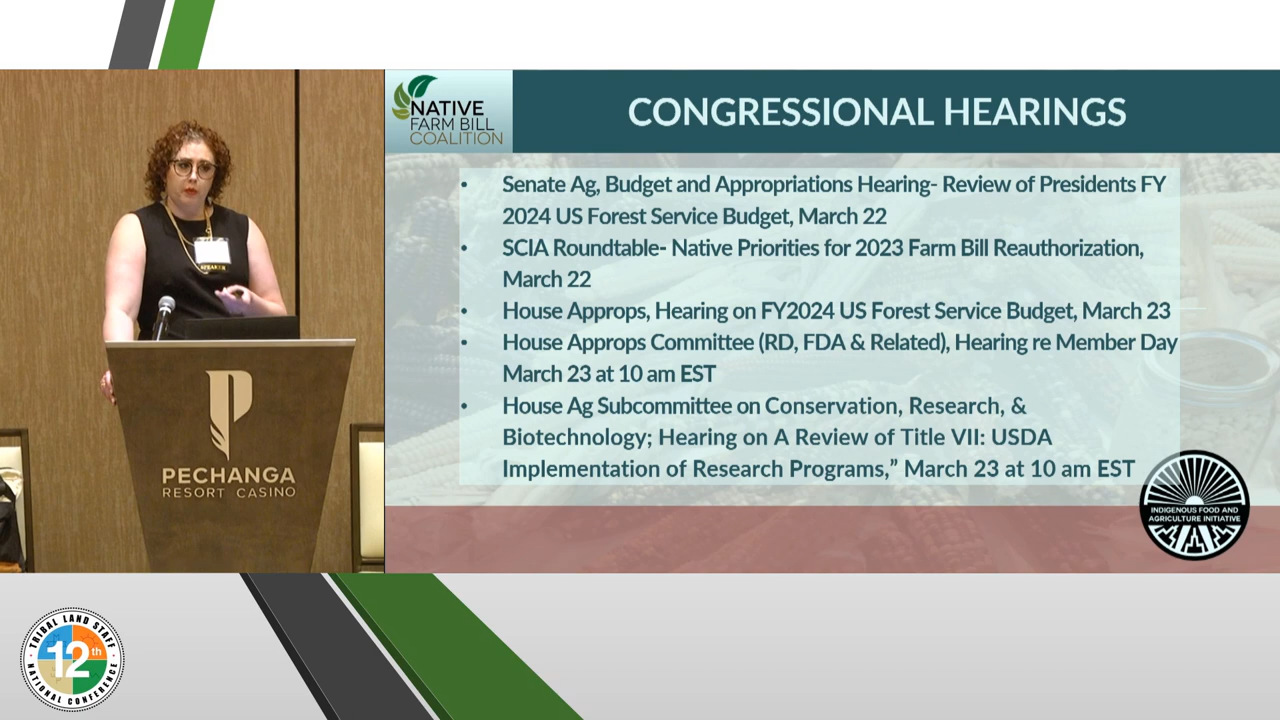 NATIVE
FARM BILL
COALITION
CONGRESSIONAL HEARINGS
• Senate Ag, Budget and Appropriations Hearing- Review of Presidents FY
2024 US Forest Service Budget, March 22
• SCIA Roundtable- Native Priorities for 2023 Farm Bill Reauthorization,
March 22
• House Approps, Hearing on FY2024 US Forest Service Budget, March 23
• House Approps Committee (RD, FDA & Related), Hearing re Member Day
March 23 at 10 am EST
• House Ag Subcommittee on Conservation, Research, &
Biotechnology; Hearing on A Review of Title VII: USDA
Implementation of Research Programs,” March 23 at 10 am EST
INDIGENOUS FOOD AND
AGRICULTURE INITIATIVE
SPEAKER
PECHANGA
RESORT CASINO
TRIBAL LAND STAFF
12th
NATIONAL CONFERENCE